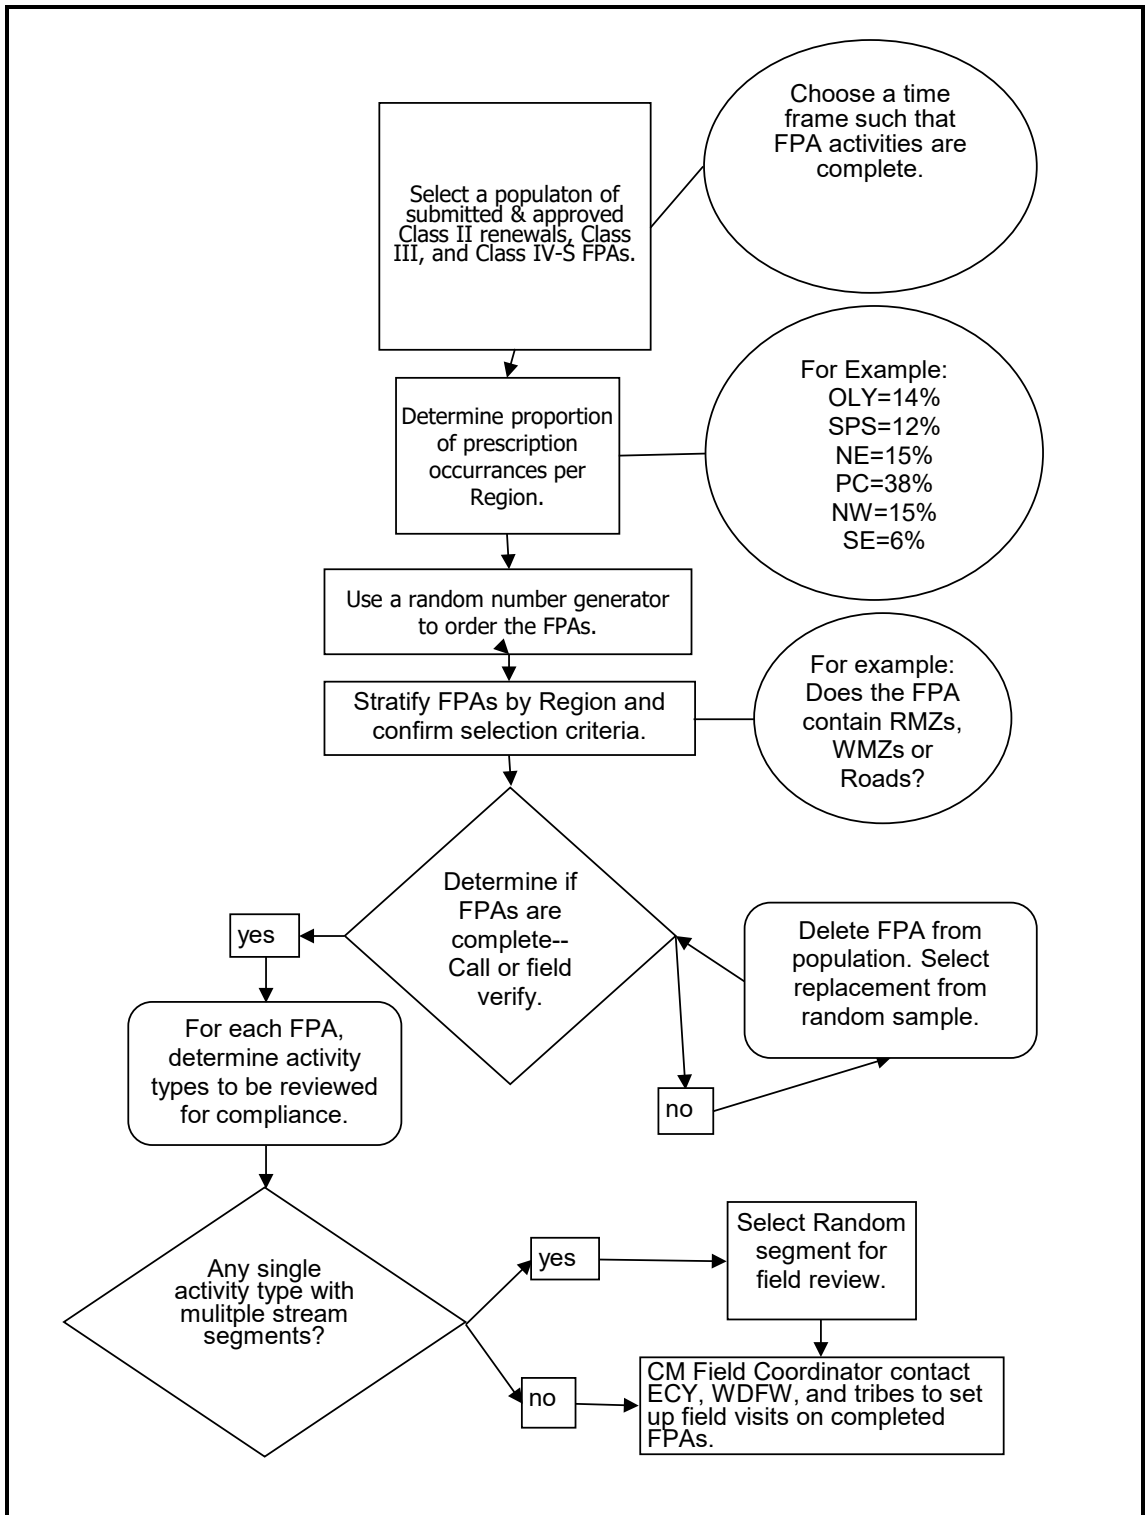 Choose a time
frame such that
FPA activities are
complete.
Select a populaton of
submitted & approved
Class II renewals, Class
III, and Class IV-S FPAs.
For Example:
OLY=14%
SPS=12%
NE=15%
PC=38%
NW=15%
SE=6%
Determine proportion
of prescription
occurrances per
Region.
Use a random number generator
to order the FPAs.
Stratify FPAs by Region and
confirm selection criteria.
For example:
Does the FPA
contain RMZs,
WMZs or
Roads?
Determine if
FPAs are
complete--
Call or field
verify.
yes
Delete FPA from
population. Select
replacement from
random sample.
no
For each FPA,
determine activity
types to be reviewed
for compliance.
Any single
activity type with
mulitple stream
segments?
yes
Select Random
segment for
field review.
no
CM Field Coordinator contact
ECY, WDFW, and tribes to set
up field visits on completed
FPAs.